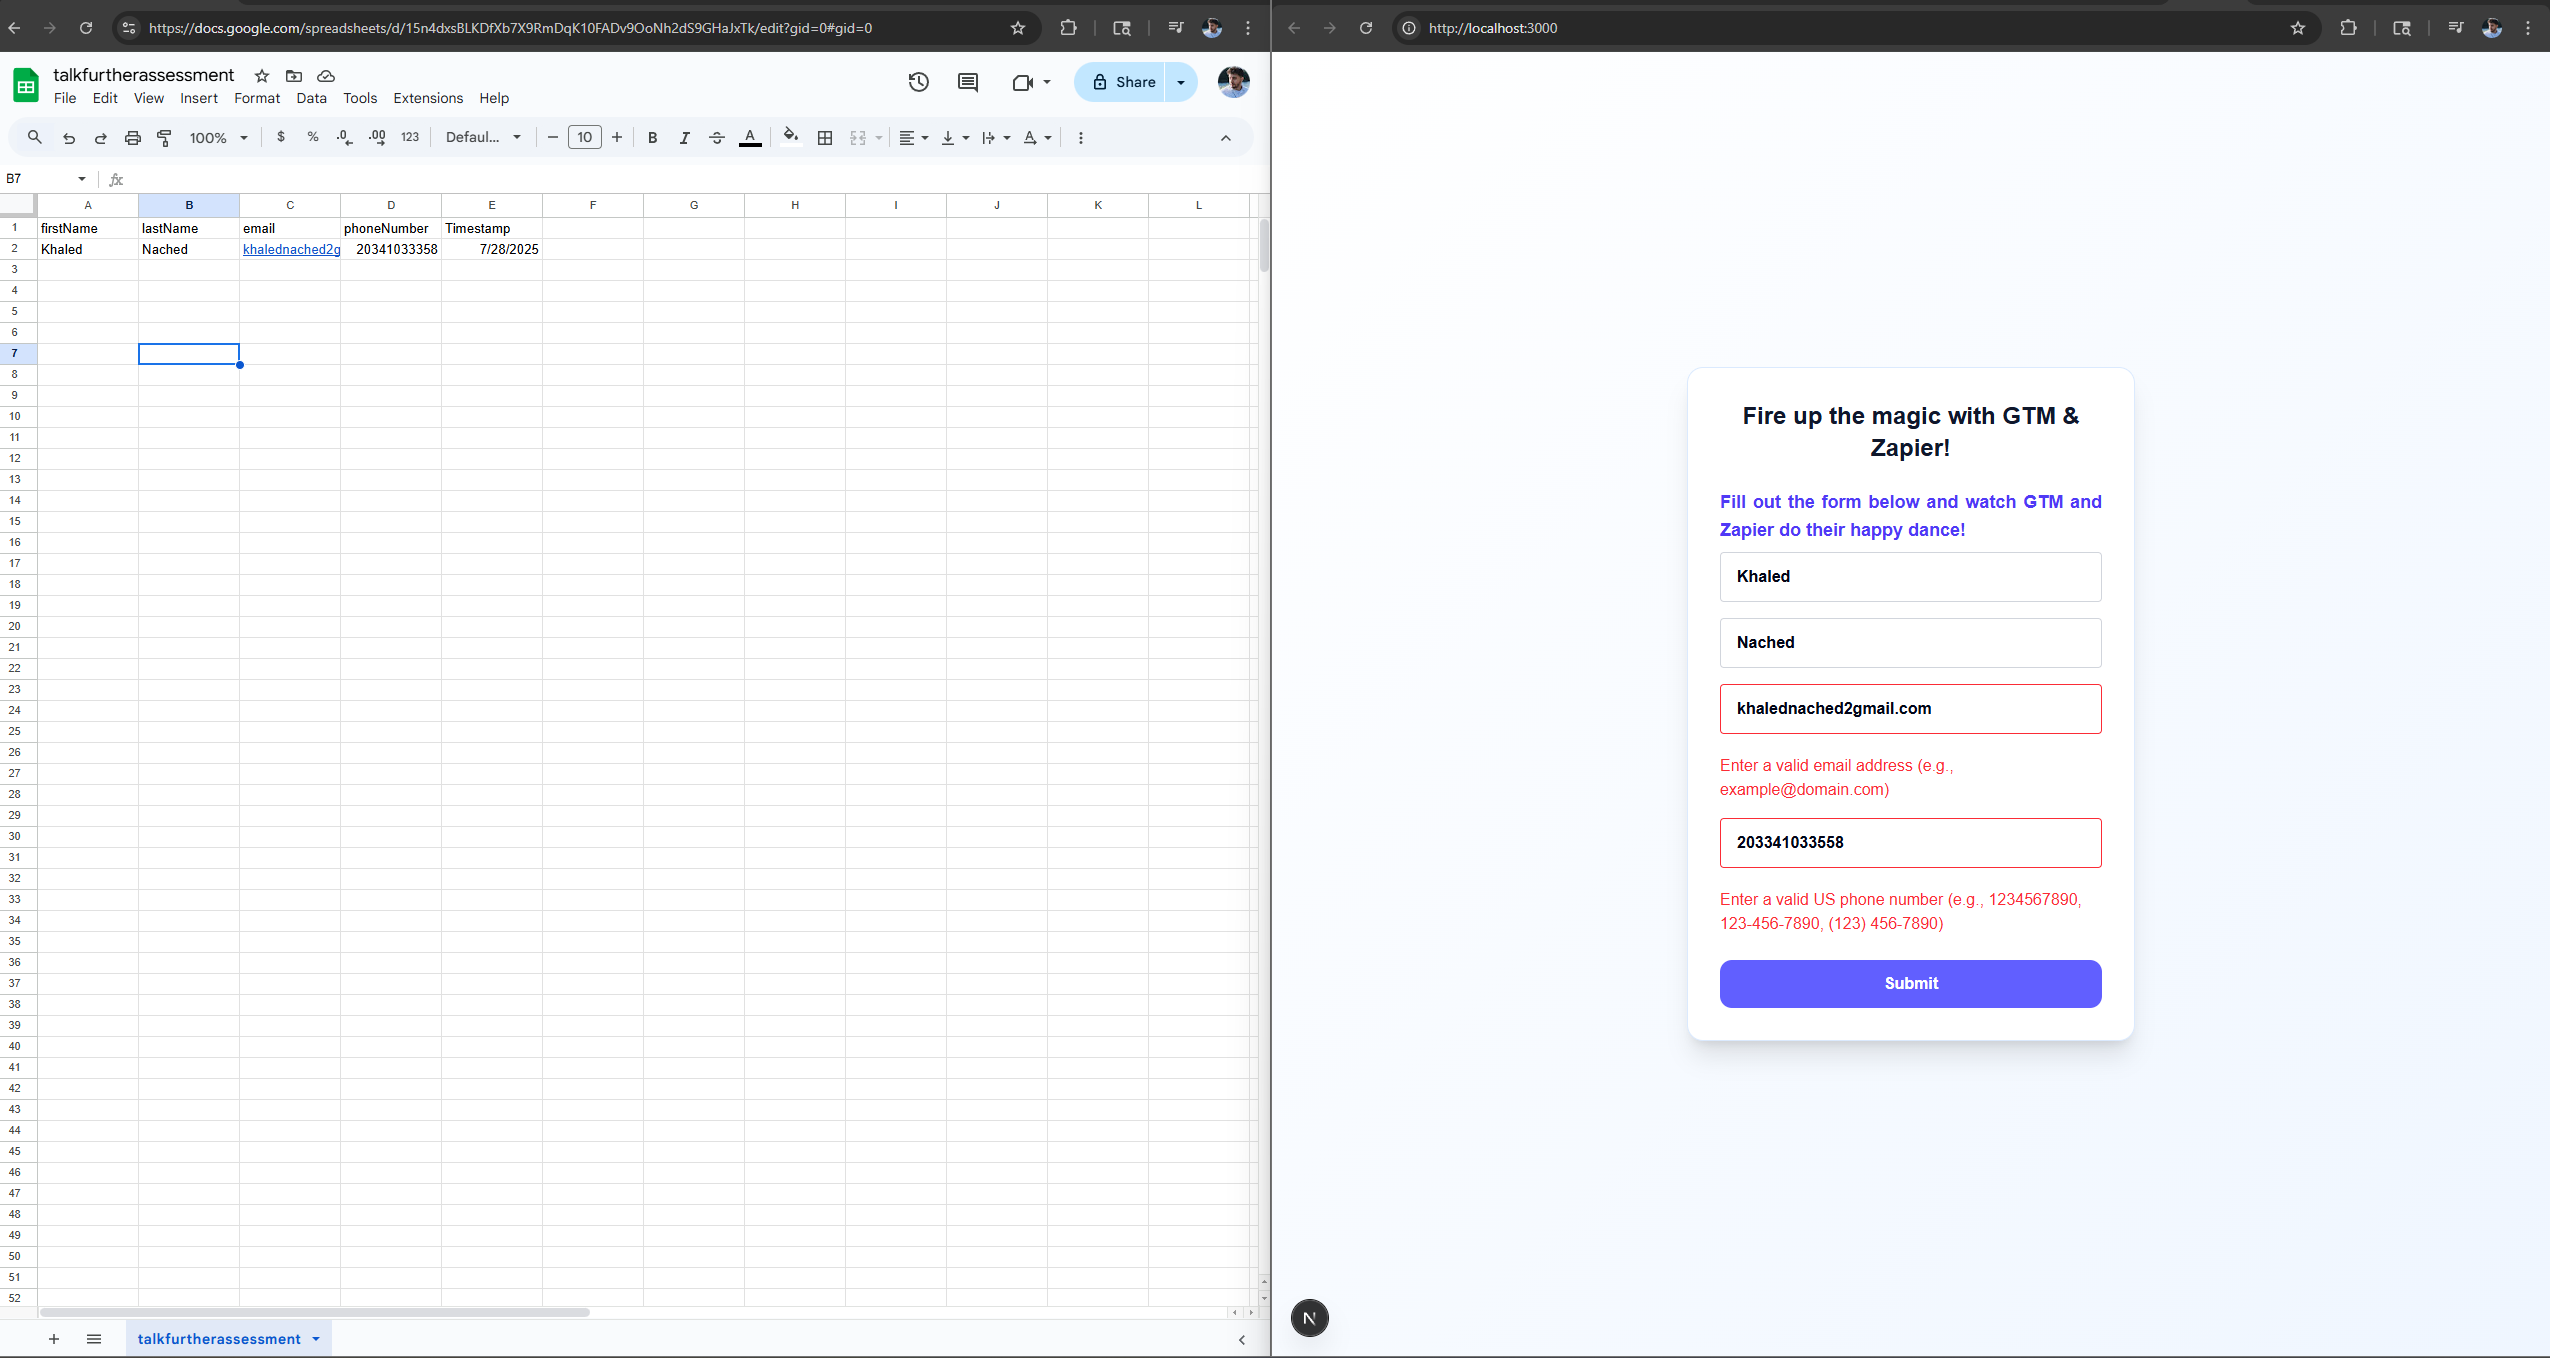 https://docs.google.com/spreadsheets/d/15n4dxsBLKDfXb7X9RmDqK10FADv9OoNh2dS9GHaJxTk/edit?gid=0#gid=0
talkfurtherassessment
File Edit View Insert Format Data Tools Extensions Help
Share
100% $ % .0 .00 123 Defaul... 10 B I A
B7 fx
A B C D E F G H I J K L
1 firstName lastName email phoneNumber Timestamp
2 Khaled Nached khalednached2g 20341033358 7/28/2025
3
4
5
6
7
8
9
10
11
12
13
14
15
16
17
18
19
20
21
22
23
24
25
26
27
28
29
30
31
32
33
34
35
36
37
38
39
40
41
42
43
44
45
46
47
48
49
50
51
52
talkfurtherassessment
http://localhost:3000
Fire up the magic with GTM &
Zapier!
Fill out the form below and watch GTM and
Zapier do their happy dance!
Khaled
Nached
khalednached2gmail.com
Enter a valid email address (e.g.,
example@domain.com)
203341033558
Enter a valid US phone number (e.g., 1234567890,
123-456-7890, (123) 456-7890)
Submit
N